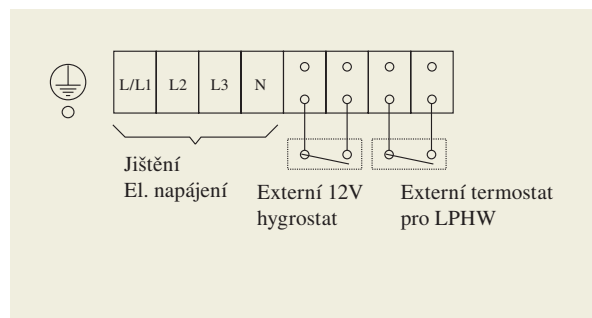 L/L1 L2 L3 N
Jištění
El. napájení
Externí 12V
hygrostat
Externí termostat
pro LPHW